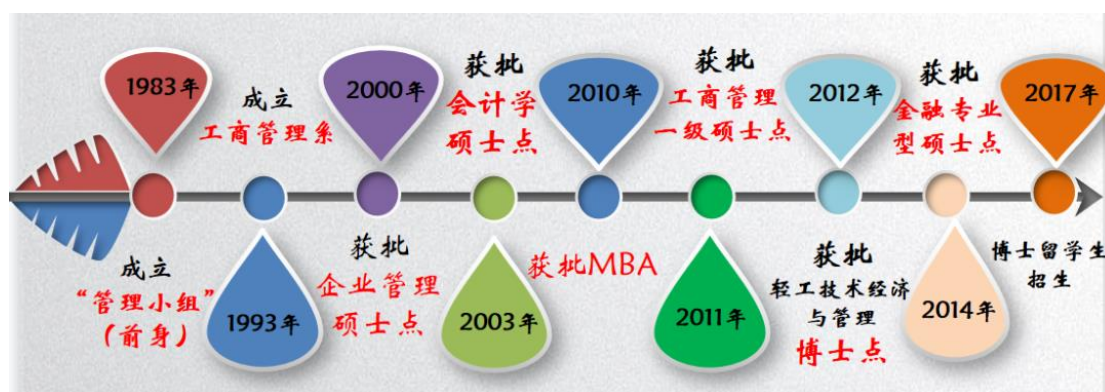 1983年
成立
“管理小组”
(前身)
成立
工商管理系
1993年
2000年
获批
企业管理
硕士点
获批
会计学
硕士点
2003年
2010年
获批MBA
获批
工商管理
一级硕士点
2011年
2012年
获批
轻工技术经济
与管理
博士点
获批
金融专业
型硕士点
2014年
2017年
博士留学生
招生